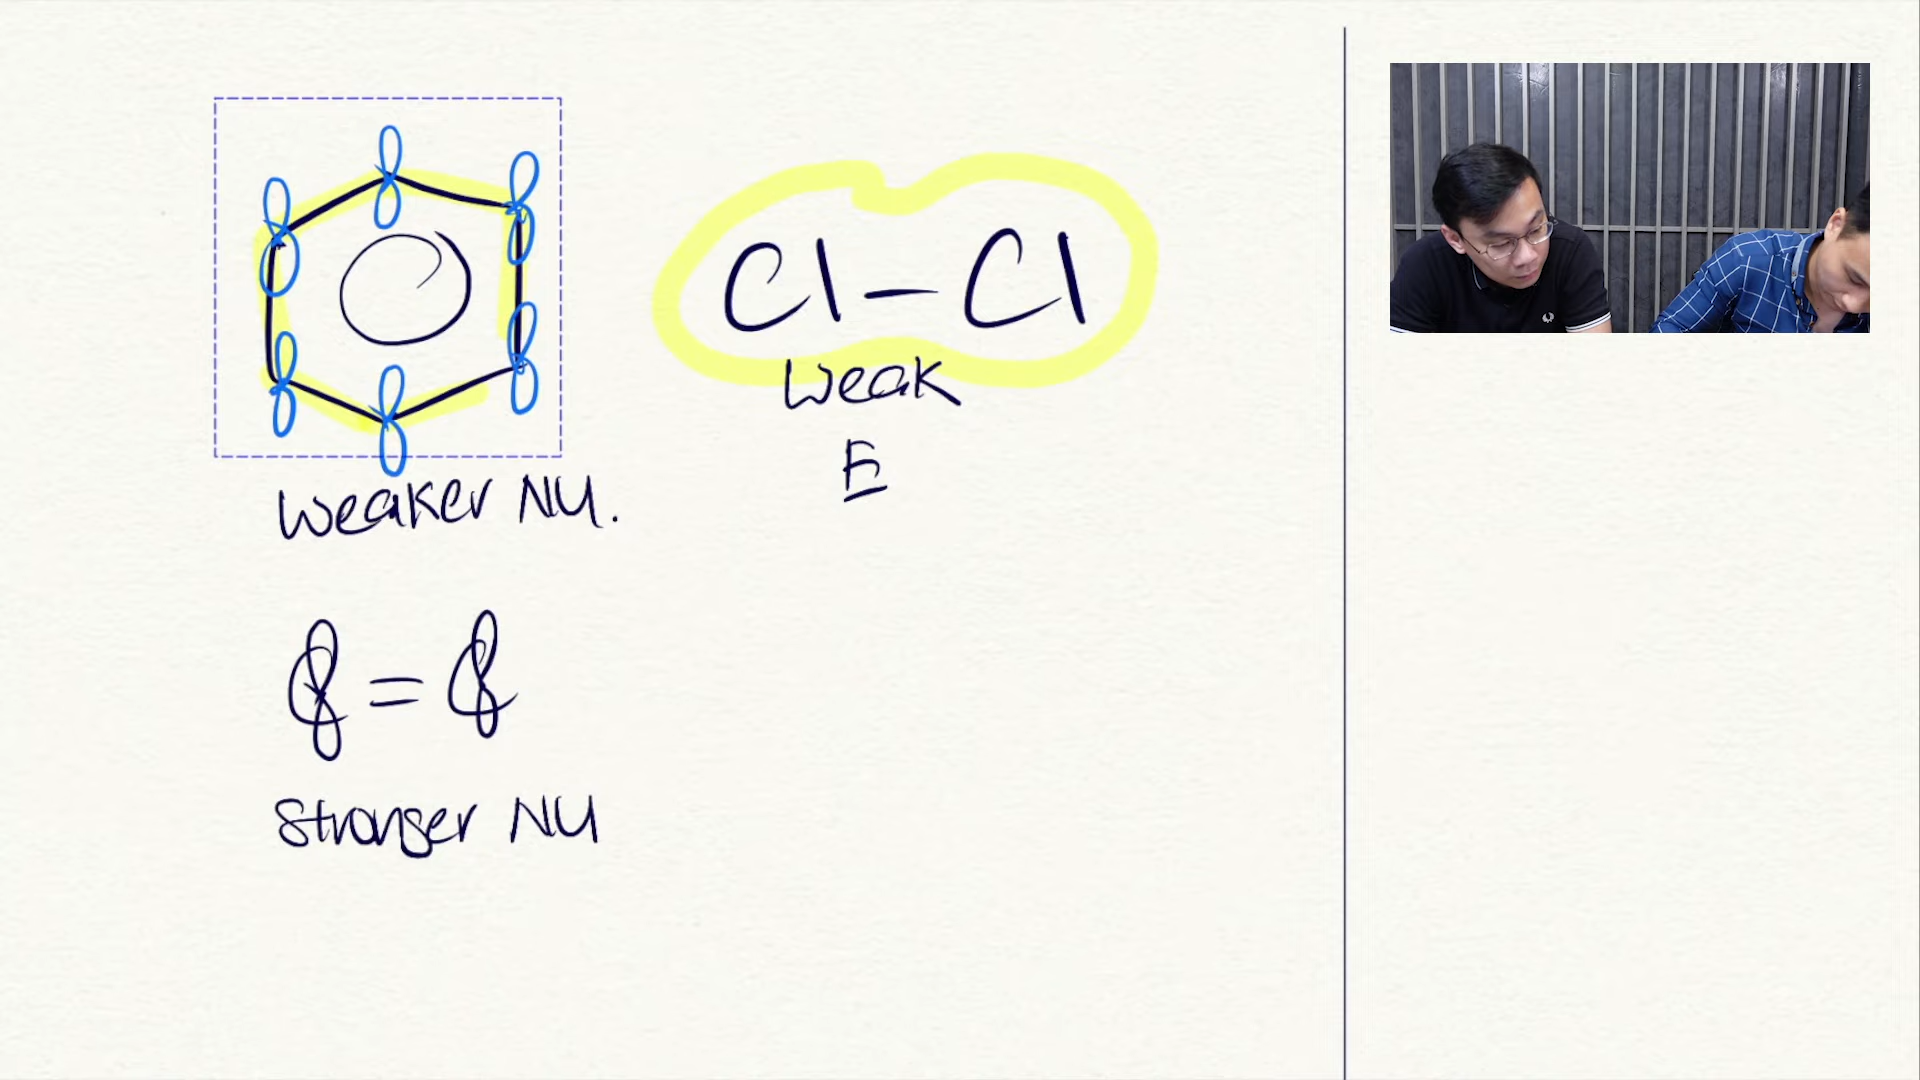 Cl – Cl
weak
E
weaker NU.
C = C
stronger NU